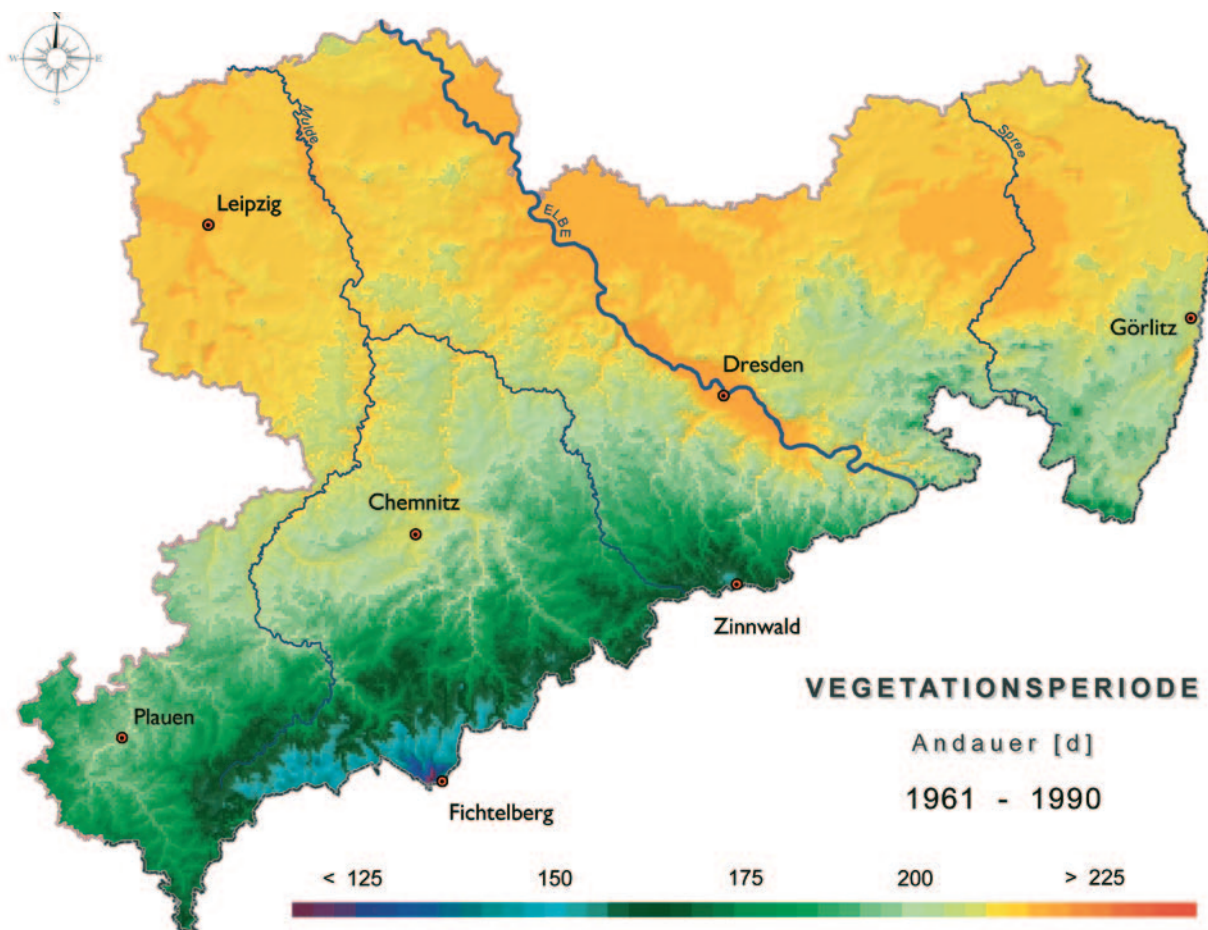 N
W E
S
Mulde
Spree
ELBE
Leipzig
Görlitz
Dresden
Chemnitz
Zinnwald
Plauen
Fichtelberg
VEGETATIONSPERIODE
Andauer [d]
1961 - 1990
< 125 150 175 200 > 225